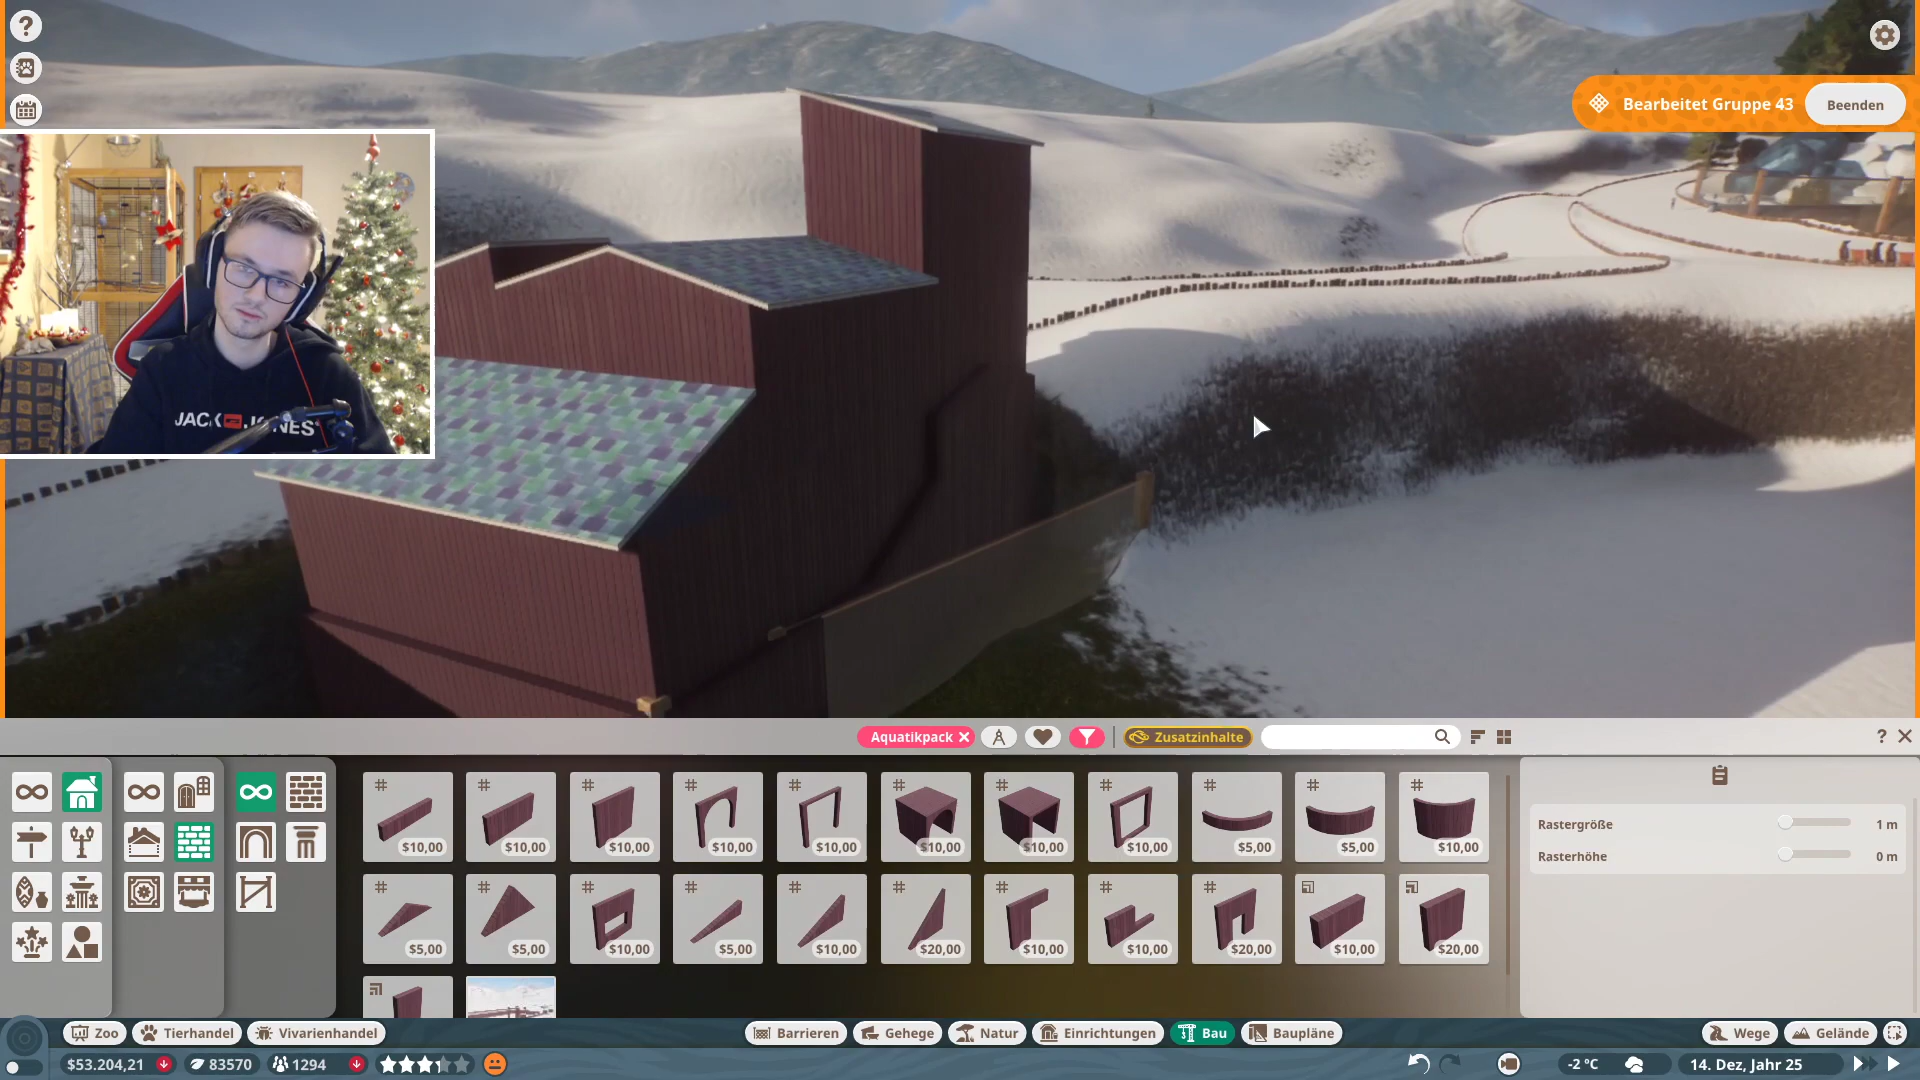 ?
Bearbeitet Gruppe 43
Beenden
JACK JONES
Aquatikpack
Zusatzinhalte
?
$10,00
$10,00
$10,00
$10,00
$10,00
$10,00
$10,00
$10,00
$5,00
$5,00
$10,00
$5,00
$5,00
$10,00
$5,00
$10,00
$20,00
$10,00
$10,00
$20,00
$10,00
$20,00
Rastergröße 1 m
Rasterhöhe 0 m
Zoo
Tierhandel
Vivarienhandel
Barrieren
Gehege
Natur
Einrichtungen
Bau
Baupläne
Wege
Gelände
$53.204,21
83570
1294
-2 °C
14. Dez, Jahr 25